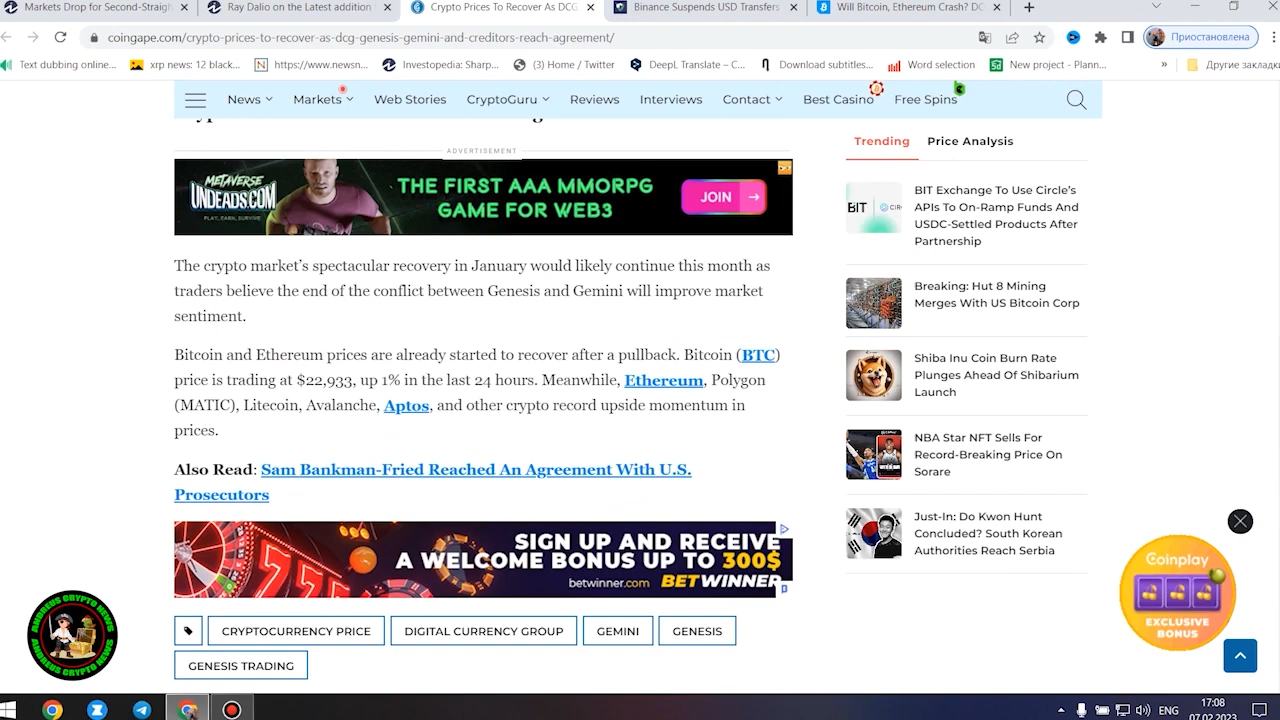 Markets Drop for Second-Straigh
Ray Dalio on the Latest addition
Crypto Prices To Recover As DCG
Binance Suspends USD Transfers
Will Bitcoin, Ethereum Crash? DC
coingape.com/crypto-prices-to-recover-as-dcg-genesis-gemini-and-creditors-reach-agreement/
Приостановлена
Text dubbing online...
xrp news: 12 black...
https://www.newsn...
Investopedia: Sharp...
(3) Home / Twitter
DeepL Translate – C...
Download subtitles...
Word selection
New project - Plann...
»
Другие закладки
News
Markets
Web Stories
CryptoGuru
Reviews
Interviews
Contact
Best Casino
Free Spins
ADVERTISEMENT
METAVERSE
UNDEADS.COM
PLAY, EARN, SURVIVE
THE FIRST AAA MMORPG
GAME FOR WEB3
JOIN
The crypto market’s spectacular recovery in January would likely continue this month as
traders believe the end of the conflict between Genesis and Gemini will improve market
sentiment.
Bitcoin and Ethereum prices are already started to recover after a pullback. Bitcoin (BTC)
price is trading at $22,933, up 1% in the last 24 hours. Meanwhile, Ethereum, Polygon
(MATIC), Litecoin, Avalanche, Aptos, and other crypto record upside momentum in
prices.
Also Read: Sam Bankman-Fried Reached An Agreement With U.S.
Prosecutors
SIGN UP AND RECEIVE
A WELCOME BONUS UP TO 300$
betwinner.com BETWINNER
CRYPTOCURRENCY PRICE
DIGITAL CURRENCY GROUP
GEMINI
GENESIS
GENESIS TRADING
Trending
Price Analysis
BIT
CIR
BIT Exchange To Use Circle’s
APIs To On-Ramp Funds And
USDC-Settled Products After
Partnership
Breaking: Hut 8 Mining
Merges With US Bitcoin Corp
Shiba Inu Coin Burn Rate
Plunges Ahead Of Shibarium
Launch
NBA Star NFT Sells For
Record-Breaking Price On
Sorare
Just-In: Do Kwon Hunt
Concluded? South Korean
Authorities Reach Serbia
Coinplay
EXCLUSIVE
BONUS
ANDREUS CRYPTO NEWS
ANDREUS CRYPTO NEWS
ENG
17:08
07.02.2023